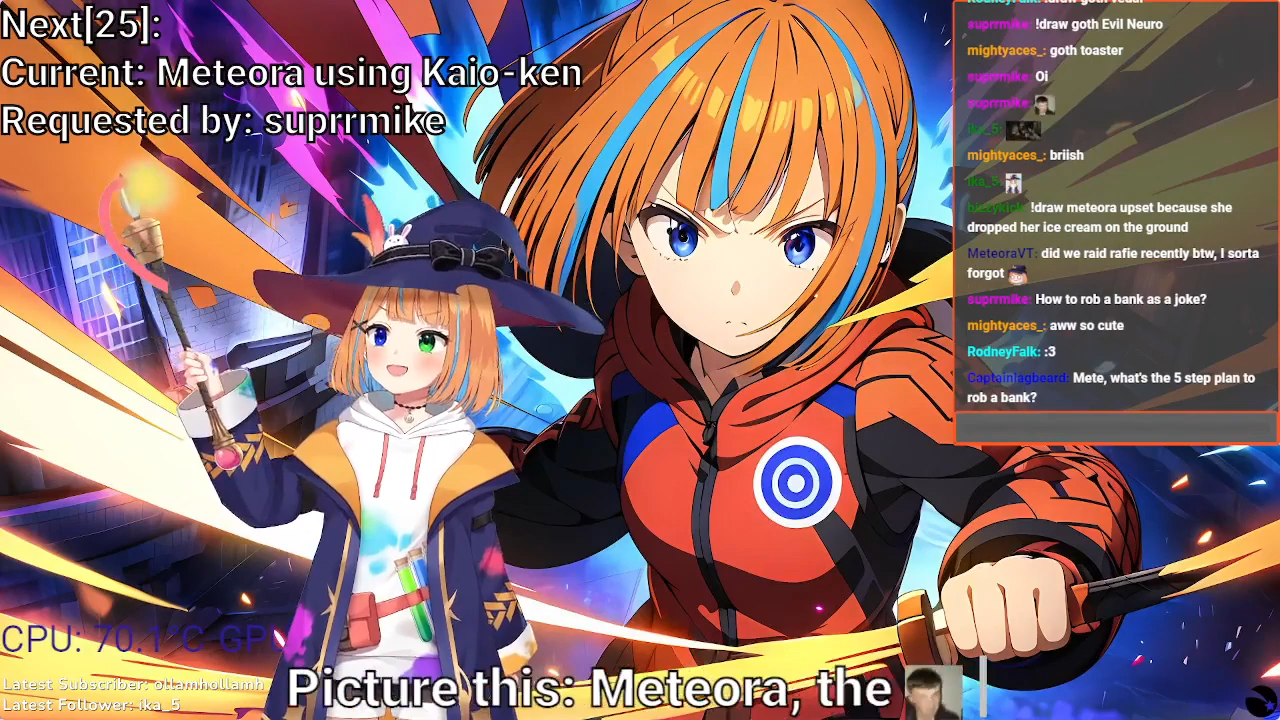 Next[25]:
Current: Meteora using Kaio-ken
Requested by: suprrmike
suprrmike: !draw goth Evil Neuro
mightyaces_: goth toaster
suprrmike: Oi
suprrmike:
ika_5:
mightyaces_: briish
ika_5:
!draw meteora upset because she
dropped her ice cream on the ground
MeteoraVT: did we raid rafie recently btw, I sorta
forgot
suprrmike: How to rob a bank as a joke?
mightyaces_: aww so cute
RodneyFalk: :3
Captainlagbeard: Mete, what's the 5 step plan to
rob a bank?
CPU: 70.1°C GPU
Latest Subscriber: ollamhollamh
Latest Follower: ika_5
Picture this: Meteora, the